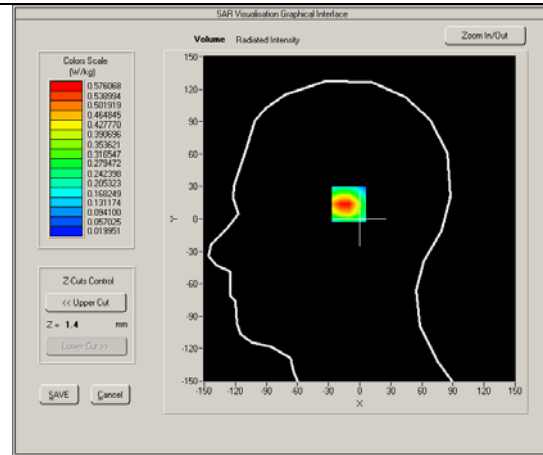 SAR Visualisation Graphical Interface
Volume Radiated Intensity
Zoom In/Out
Colors Scale
(W/kg)
0.576068
0.538994
0.501919
0.464845
0.427770
0.390696
0.353621
0.316547
0.279472
0.242398
0.205323
0.168249
0.131174
0.094100
0.057025
0.019951
Z Cuts Control
<< Upper Cut
Z = 1.4 mm
Lower Cut >>
SAVE Cancel
150
120
90
60
30
0
-30
-60
-90
-120
-150
Y
-150 -120 -90 -60 -30 0 30 60 90 120 150
X